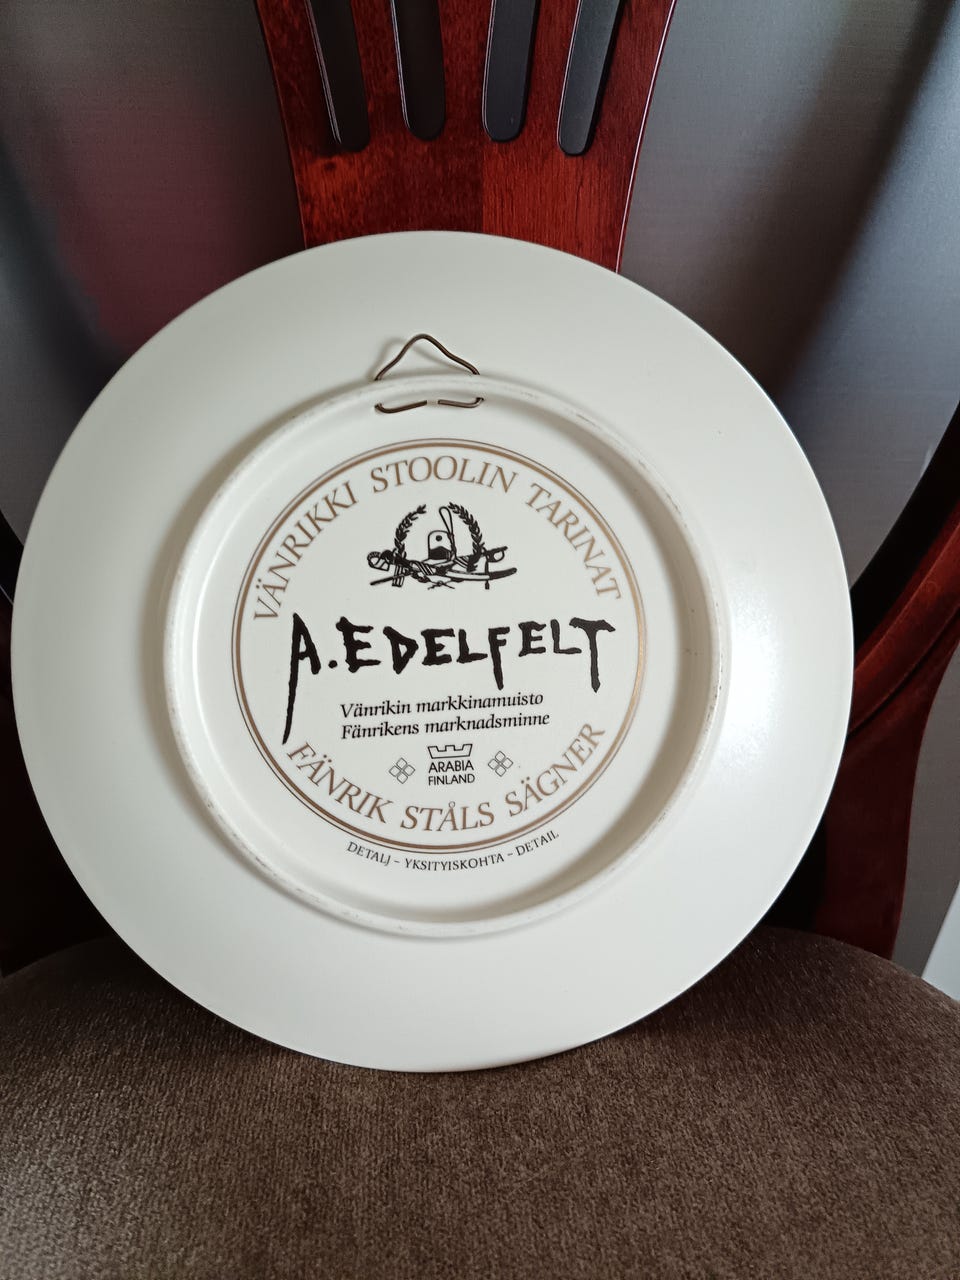 VÄNRIKKI STOOLIN TARINAT
A.EDELFELT
Vänrikin markkinamuisto
Fänrikens marknadsminne
ARABIA
FINLAND
FÄNRIK STÅLS SÄGNER
DETALJ – YKSITYISKOHTA – DETAIL